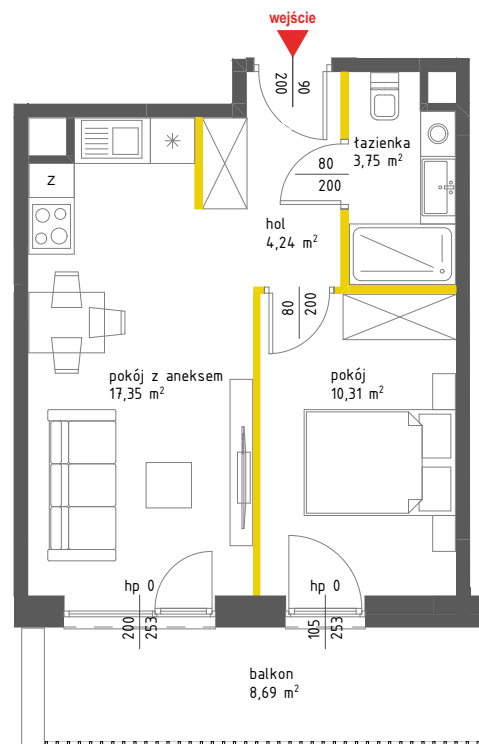 wejście
90
200
łazienka
3,75 m²
80
200
Z
hol
4,24 m²
80
200
pokój z aneksem
17,35 m²
pokój
10,31 m²
hp 0
hp 0
200
253
105
253
balkon
8,69 m²